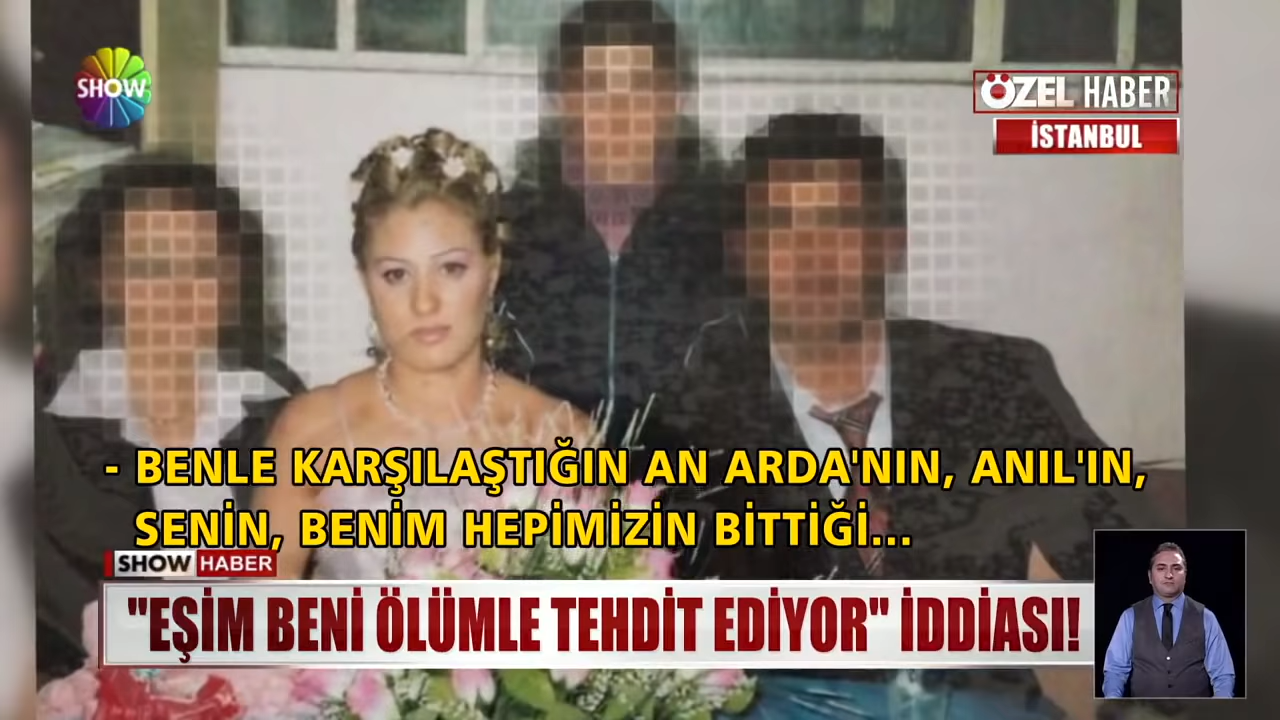 SHOW
ÖZEL HABER
İSTANBUL
- BENLE KARŞILAŞTIĞIN AN ARDA'NIN, ANIL'IN,
SENİN, BENİM HEPİMİZİN BİTTİĞİ...
SHOW HABER
"EŞİM BENİ ÖLÜMLE TEHDİT EDİYOR" İDDİASI!